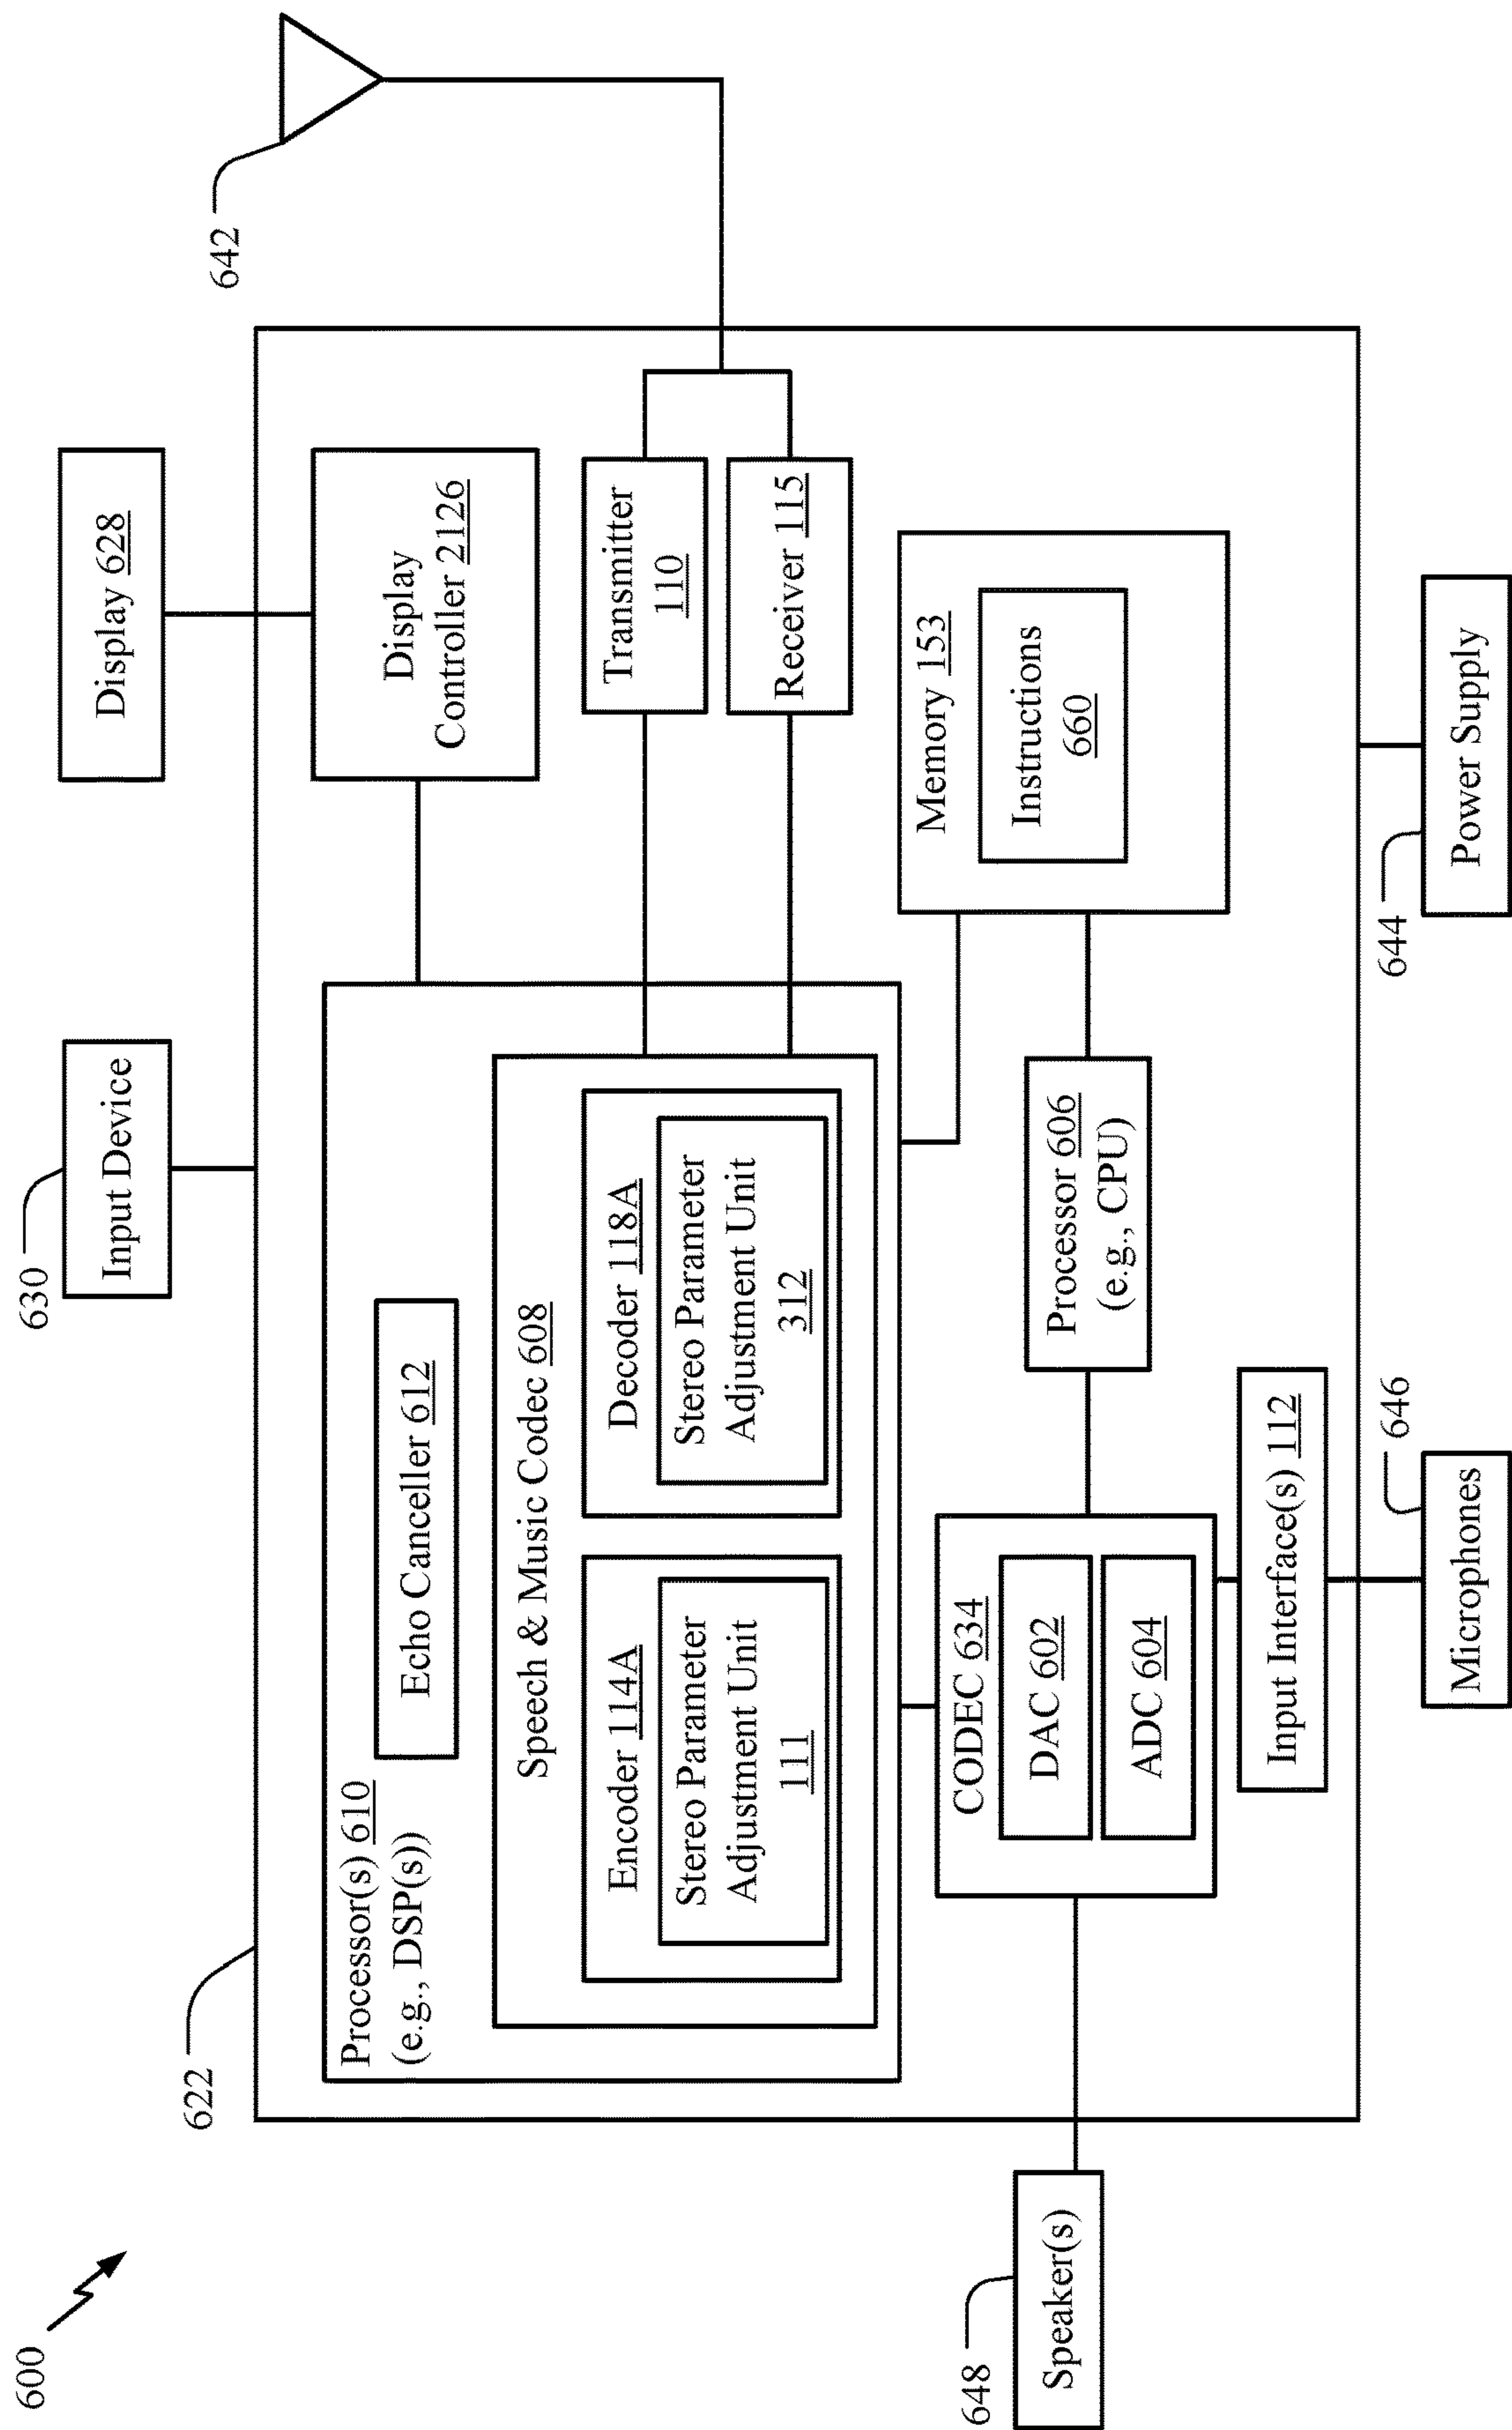 600
630
Input Device
Display 628
642
622
Processor(s) 610
(e.g., DSP(s))
Echo Canceller 612
Display
Controller 2126
Speech & Music Codec 608
Encoder 114A
Stereo Parameter
Adjustment Unit
111
Decoder 118A
Stereo Parameter
Adjustment Unit
312
Transmitter
110
Receiver 115
648
Speaker(s)
CODEC 634
DAC 602
ADC 604
Processor 606
(e.g., CPU)
Memory 153
Instructions
660
Input Interface(s) 112
646
Microphones
644
Power Supply